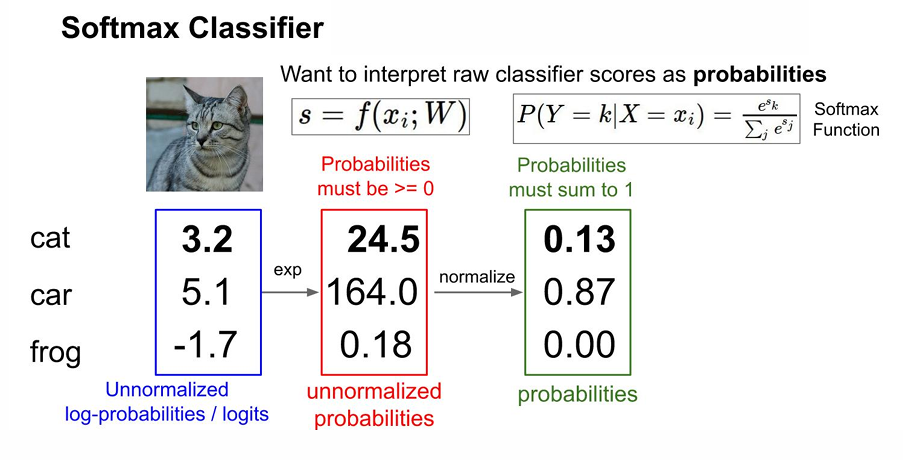 Softmax Classifier
Want to interpret raw classifier scores as probabilities
s = f(x_i; W)
P(Y = k|X = x_i) = e^{s_k} / ∑_j e^{s_j}
Softmax
Function
Probabilities
must be >= 0
Probabilities
must sum to 1
cat 3.2 24.5 0.13
exp normalize
car 5.1 164.0 0.87
frog -1.7 0.18 0.00
Unnormalized
log-probabilities / logits
unnormalized
probabilities
probabilities